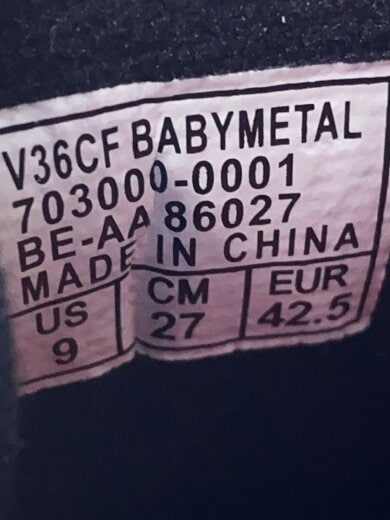 V36CF BABYMETAL
703000-0001
BE-AA 86027
MADE IN CHINA
US CM EUR
9 27 42.5